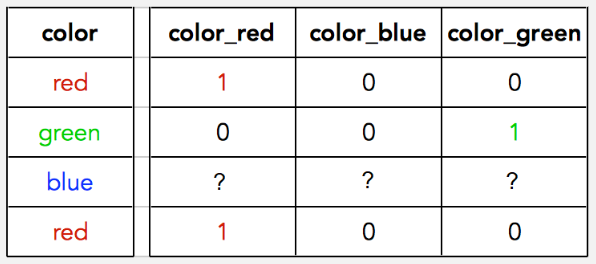 color color_red color_blue color_green
red 1 0 0
green 0 0 1
blue ? ? ?
red 1 0 0